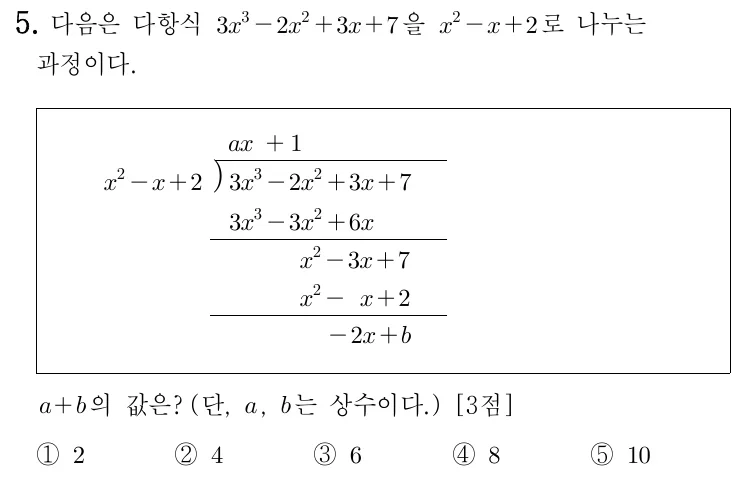 5. 다음은 다항식 3x³−2x²+3x+7을 x²−x+2로 나누는
과정이다.
ax +1
x²−x+2 ) 3x³−2x²+3x+7
3x³−3x²+6x
x²−3x+7
x²− x+2
−2x+b
a+b의 값은? (단, a, b는 상수이다.) [3점]
① 2 ② 4 ③ 6 ④ 8 ⑤ 10